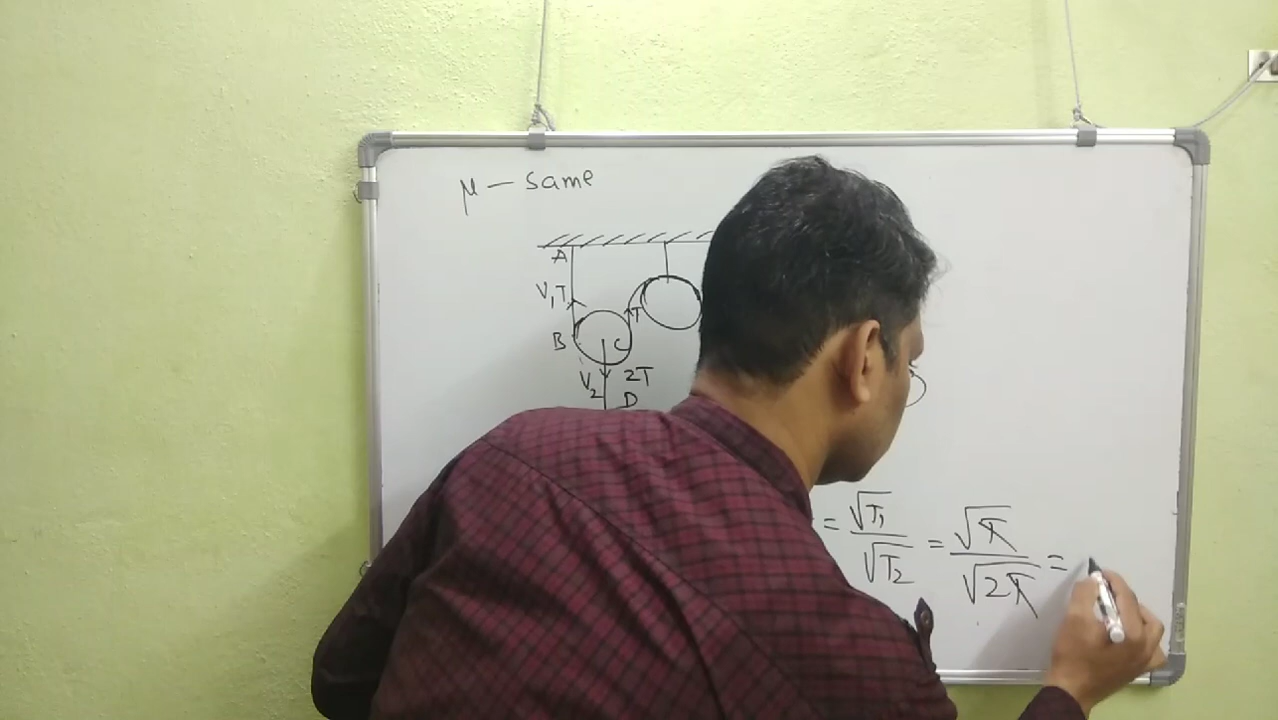 μ - same
A
V₁ T
T
B C
V₂ 2T
D
= √T₁ / √T₂ = √T / √2T =